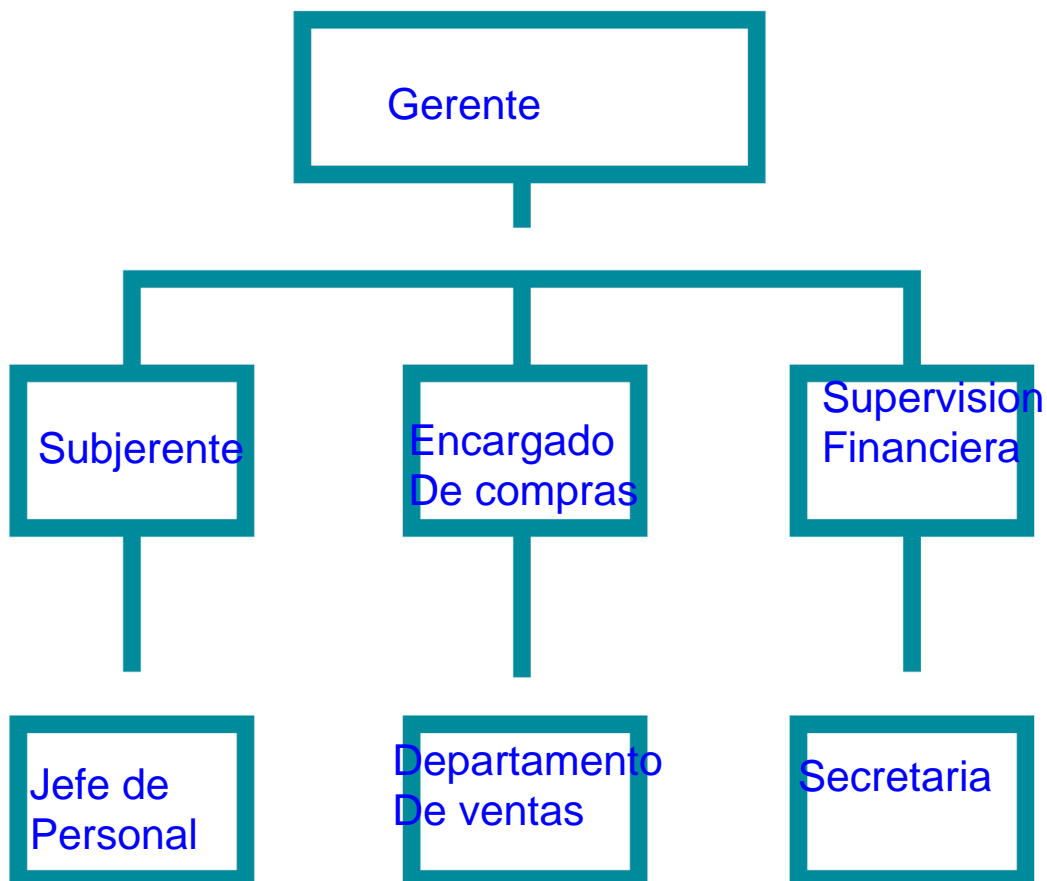 Gerente
Subjerente
Encargado
De compras
Supervision
Financiera
Jefe de
Personal
Departamento
De ventas
Secretaria